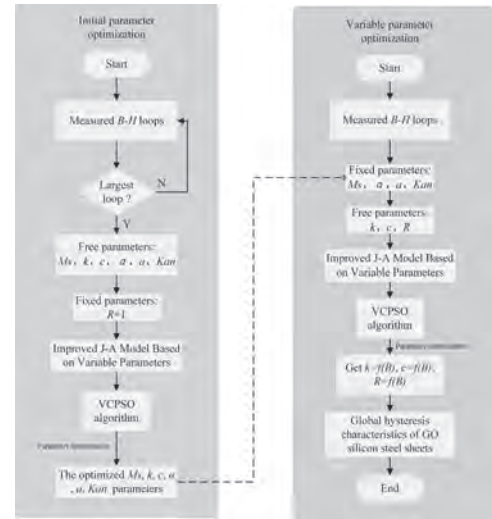 Initial parameter
optimization
Start
Measured B-H loops
Largest
loop ?
N
Y
Free parameters:
Ms, k, c, a, α, Kan
Fixed parameters:
R=1
Improved J-A Model Based
on Variable Parameters
VCPSO
algorithm
The optimized Ms, k, c, a
, α, Kan parameters
Variable parameter
optimization
Start
Measured B-H loops
Fixed parameters:
Ms, a, α, Kan
Free parameters:
k, c, R
Improved J-A Model Based
on Variable Parameters
VCPSO
algorithm
Get k=f(B), c=f(B),
R=f(B)
Global hysteresis
characteristics of GO
silicon steel sheets
End